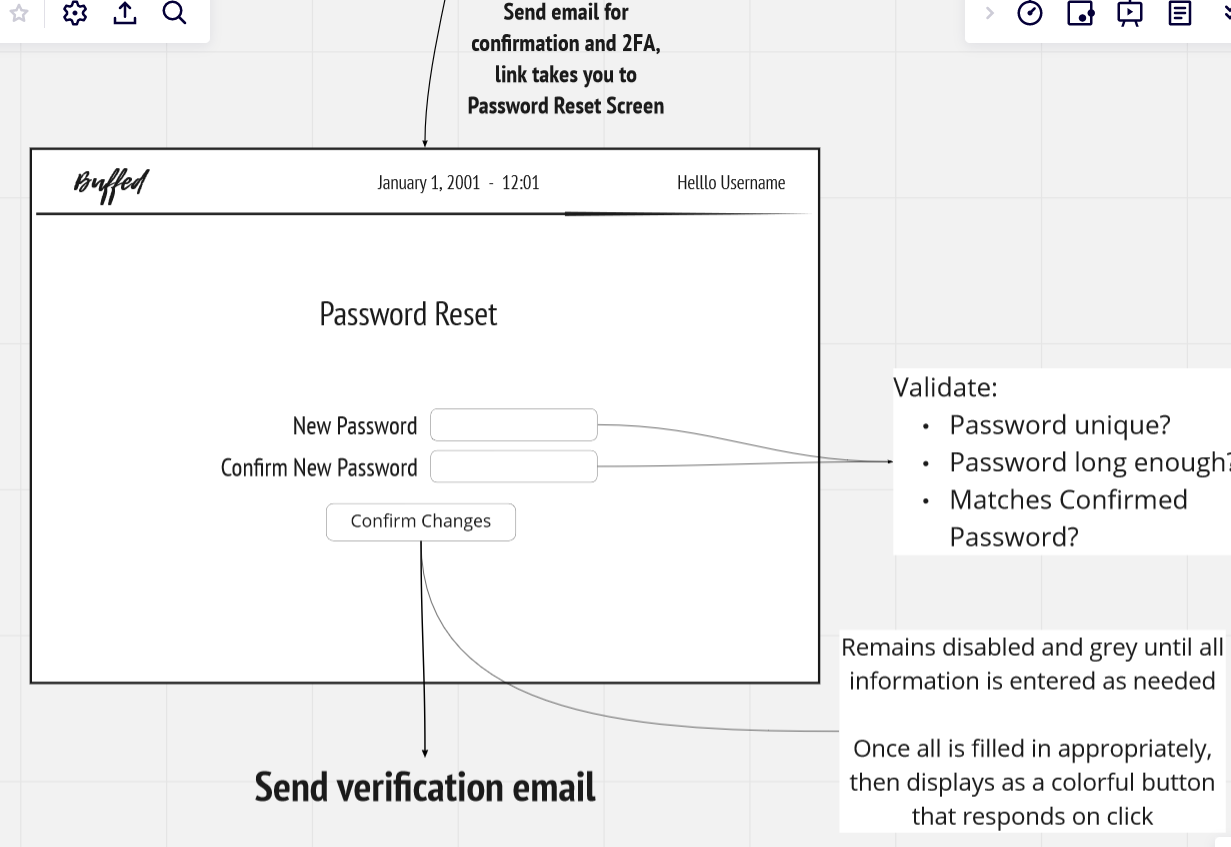 Send email for
confirmation and 2FA,
link takes you to
Password Reset Screen
Buffed
January 1, 2001 - 12:01
Helllo Username
Password Reset
New Password
Confirm New Password
Confirm Changes
Validate:
• Password unique?
• Password long enough?
• Matches Confirmed
Password?
Remains disabled and grey until all
information is entered as needed
Once all is filled in appropriately,
then displays as a colorful button
that responds on click
Send verification email